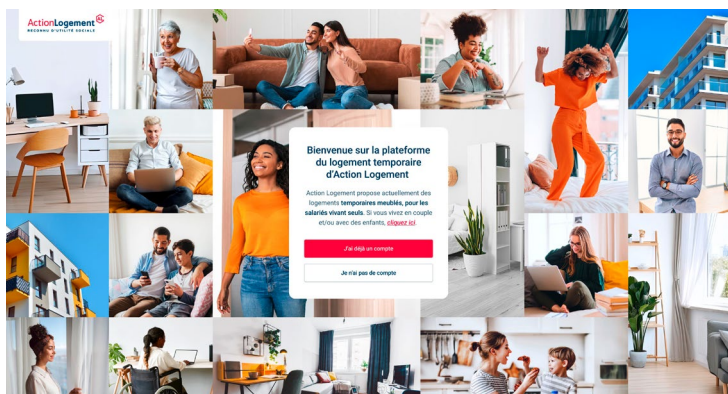 ActionLogement
RECONNU D'UTILITÉ SOCIALE
Bienvenue sur la plateforme
du logement temporaire
d'Action Logement
Action Logement propose actuellement des
logements temporaires meublés, pour les
salariés vivant seuls. Si vous vivez en couple
et/ou avec des enfants, cliquez ici.
J'ai déjà un compte
Je n'ai pas de compte